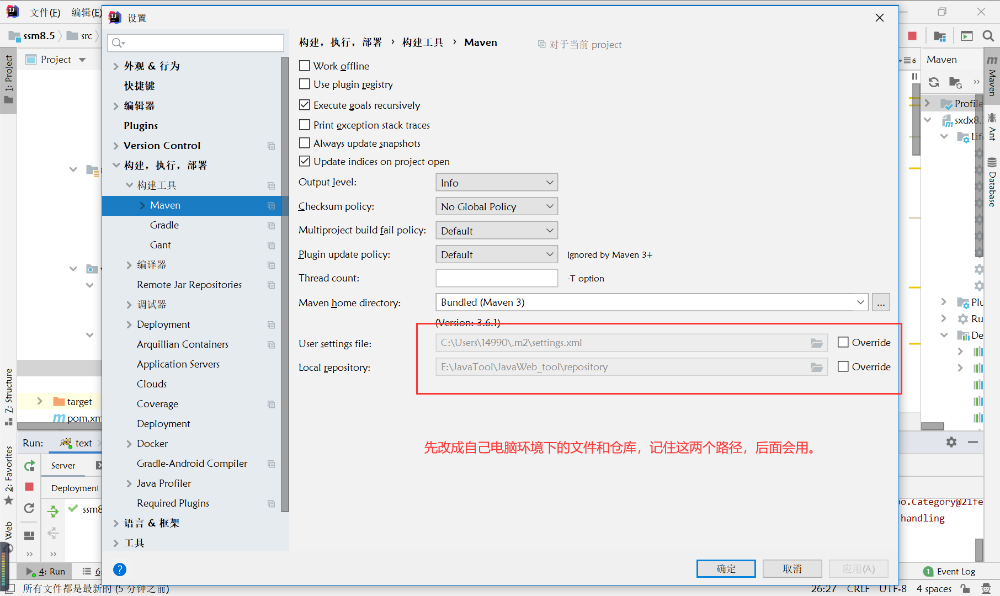 文件(F) 编辑(E)
设置
ssm8.5 src
构建，执行，部署 › 构建工具 › Maven 对于当前 project
Project
外观 & 行为
快捷键
编辑器
Plugins
Version Control
构建，执行，部署
构建工具
Maven
Gradle
Gant
编译器
Remote Jar Repositories
调试器
Deployment
Arquillian Containers
Application Servers
Clouds
Coverage
Deployment
Docker
Gradle-Android Compiler
Java Profiler
Required Plugins
语言 & 框架
工具
Work offline
Use plugin registry
Execute goals recursively
Print exception stack traces
Always update snapshots
Update indices on project open
Output level: Info
Checksum policy: No Global Policy
Multiproject build fail policy: Default
Plugin update policy: Default ignored by Maven 3+
Thread count: -T option
Maven home directory: Bundled (Maven 3) ...
(Version: 3.6.1)
User settings file: C:\Users\14990\.m2\settings.xml Override
Local repository: E:\JavaTool\JavaWeb_tool\repository Override
先改成自己电脑环境下的文件和仓库，记住这两个路径，后面会用。
确定 取消 应用(A)
?
1: Project
7: Structure
2: Favorites
Web
target
pom.xm
Run: text
Server
Deployment
ssm8
4: Run 6:
所有文件都是最新的 (5 分钟之前)
6
Maven
Profile
sxdx8.
Lif
Plu
Ru
De
m Maven
Ant
Database
oo.Category@21fe
handling
1 Event Log
26:27 CRLF UTF-8 4 spaces